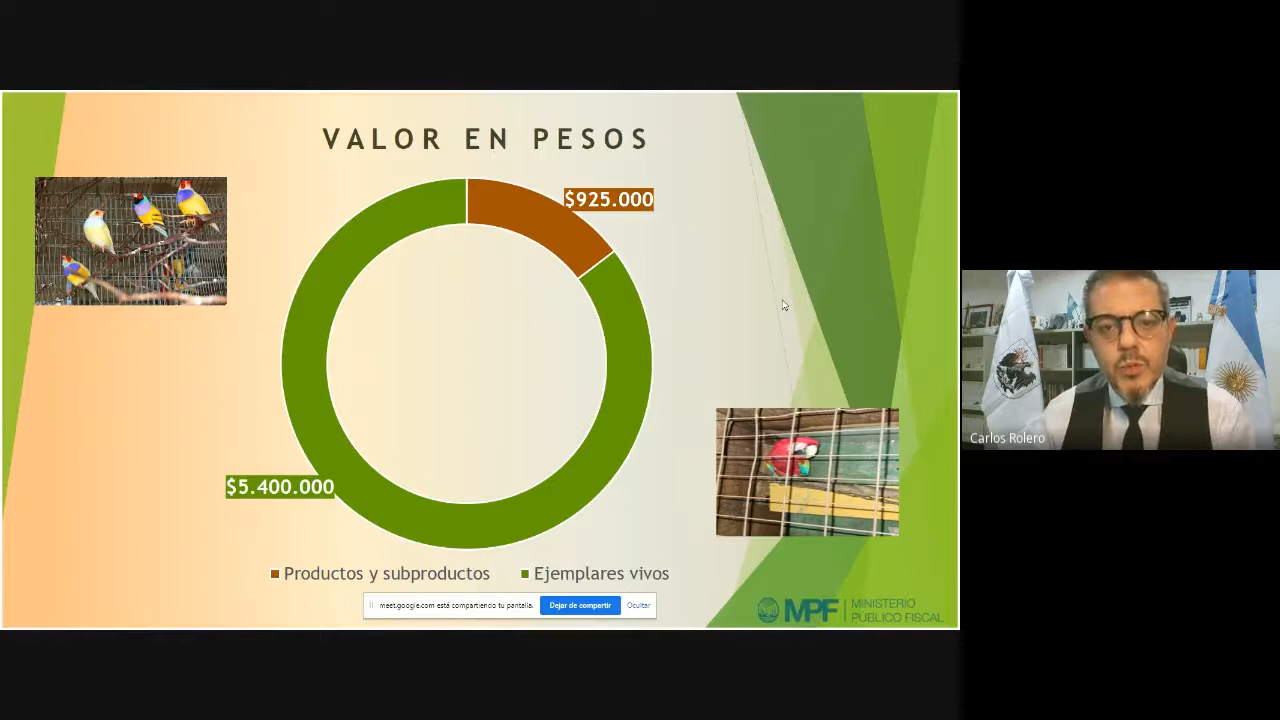 VALOR EN PESOS
$925.000
$5.400.000
Productos y subproductos
Ejemplares vivos
meet.google.com está compartiendo tu pantalla.
Dejar de compartir
Ocultar
MPF
MINISTERIO
PÚBLICO FISCAL
Carlos Rolero